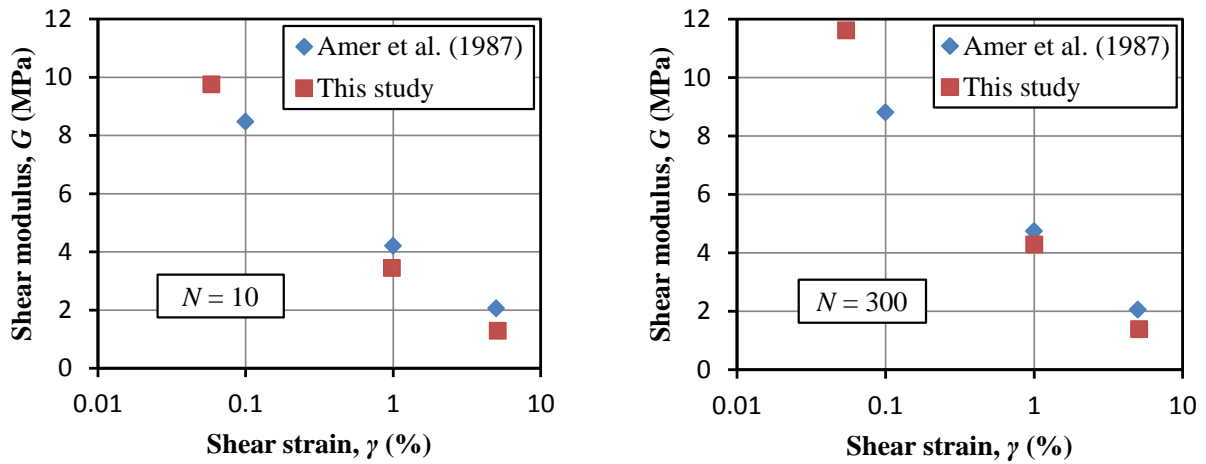 Shear modulus, G (MPa)
12
10
8
6
4
2
0
Amer et al. (1987)
This study
N = 10
0.01
0.1
1
10
Shear strain, γ (%)
Shear modulus, G (MPa)
12
10
8
6
4
2
0
Amer et al. (1987)
This study
N = 300
0.01
0.1
1
10
Shear strain, γ (%)